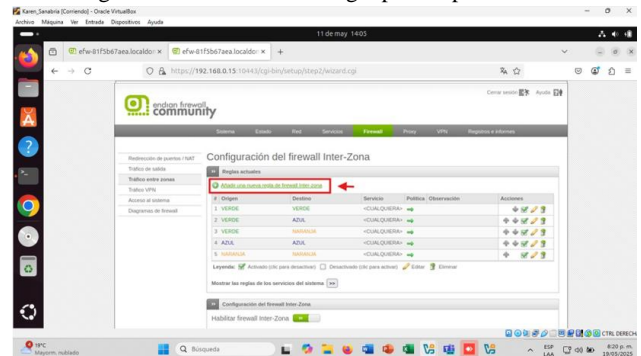 Karen_Sanabria [Corriendo] - Oracle VirtualBox
Archivo Máquina Ver Entrada Dispositivos Ayuda
11 de may 14:05
efw-01f5b67aea.localdor ×
efw-01f5b67aea.localdor × +
https://192.168.0.15:10443/cgi-bin/setup/step2/wizard.cgi
Cerrar sesión Ayuda
endian firewall
community
Sistema Estado Red Servicios Firewall Proxy VPN Registros e Informes
Redirección de puertos / NAT
Tráfico de salida
Tráfico entre zonas
Tráfico VPN
Acceso al sistema
Diagramas de firewall
Configuración del firewall Inter-Zona
Reglas actuales
Añadir una nueva regla de firewall inter-zona
# Origen Destino Servicio Política Observación Acciones
1 VERDE VERDE <CUALQUIERA>
2 VERDE AZUL <CUALQUIERA>
3 VERDE NARANJA <CUALQUIERA>
4 AZUL AZUL <CUALQUIERA>
5 NARANJA NARANJA <CUALQUIERA>
Leyenda: Activado (clic para desactivar) Desactivado (clic para activar) Editar Eliminar
Mostrar las reglas de los servicios del sistema >>
Configuración del firewall Inter-Zona
Habilitar firewall Inter-Zona
CTRL DERECHA
19°C
Mayorm. nublado
Búsqueda
ESP
LAA
8:20 p. m.
19/05/2025